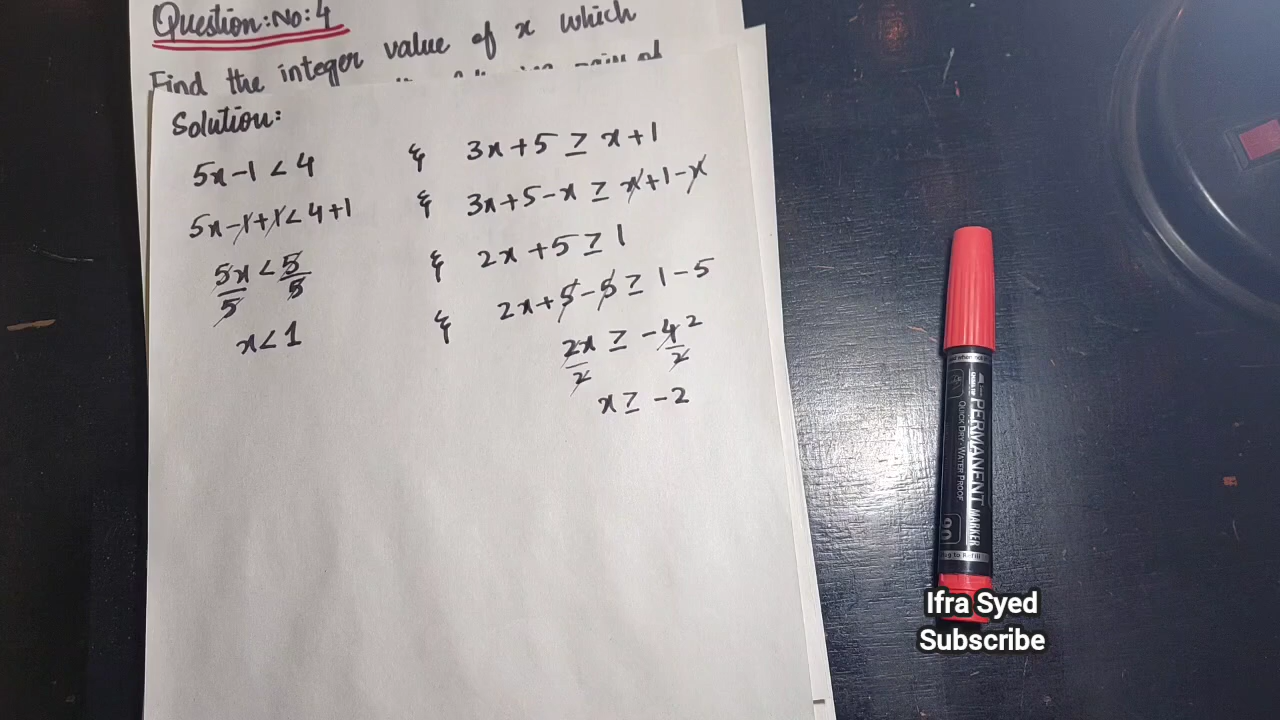 Question:No:4
Find the integer value of x which
Solution:
5x-1 < 4 & 3x+5 ≥ x+1
5x-1+1 < 4+1 & 3x+5-x ≥ x+1-x
5x/5 < 5/5 & 2x+5 ≥ 1
x < 1 & 2x+5-5 ≥ 1-5
2x/2 ≥ -4/2 2
x ≥ -2
PERMANENT MARKER
QUICK DRY·WATER PROOF
90
Ifra Syed
Subscribe